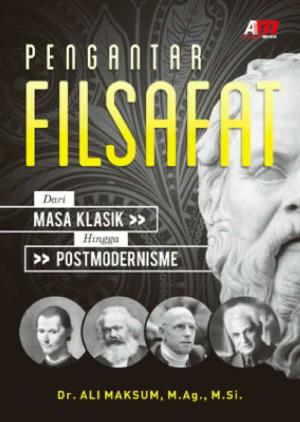 PENGANTAR
FILSAFAT
Dari
MASA KLASIK >>
Hingga
>> POSTMODERNISME
Dr. ALI MAKSUM, M.Ag., M.Si.